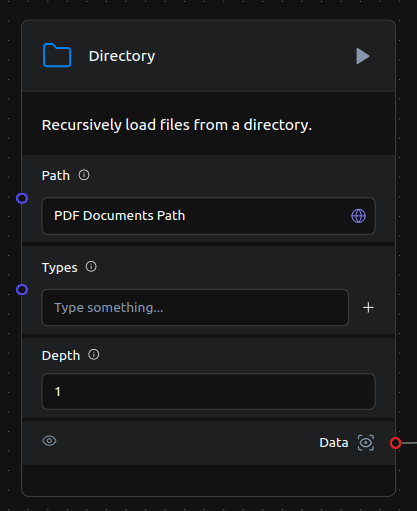 Directory
Recursively load files from a directory.
Path
PDF Documents Path
Types
Type something...
Depth
1
Data